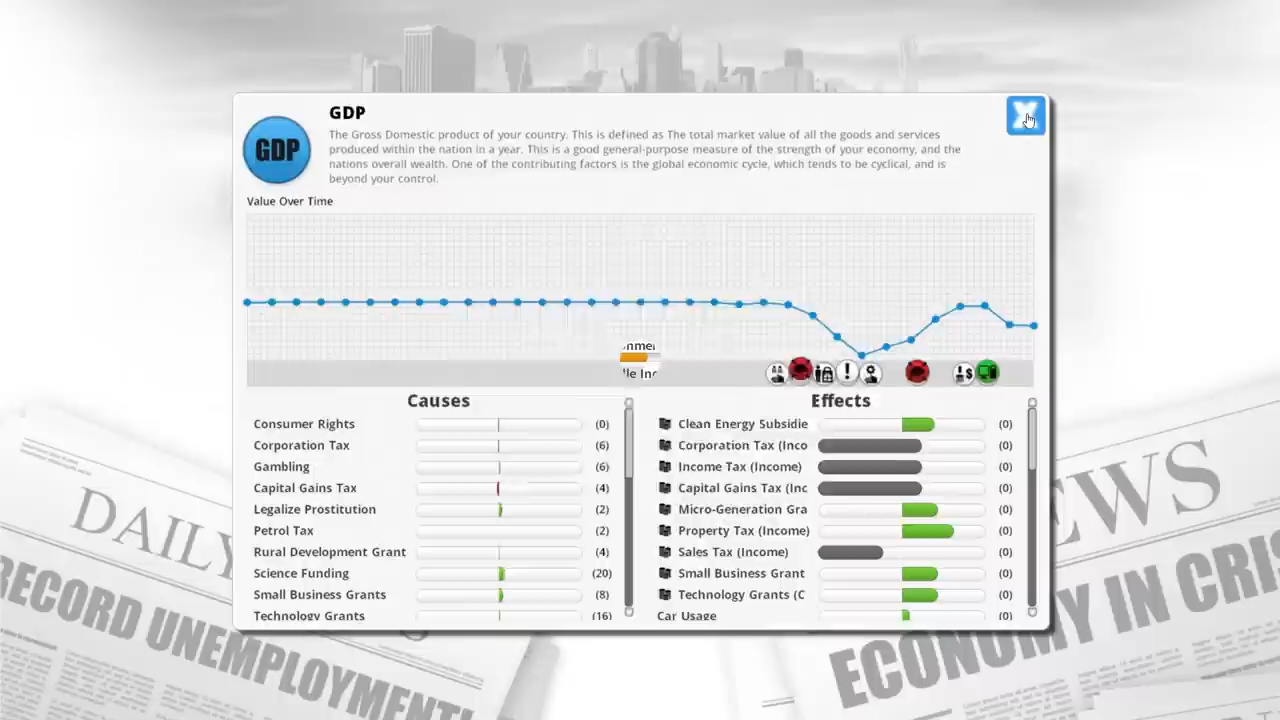 GDP
GDP
The Gross Domestic product of your country. This is defined as The total market value of all the goods and services
produced within the nation in a year. This is a good general-purpose measure of the strength of your economy, and the
nations overall wealth. One of the contributing factors is the global economic cycle, which tends to be cyclical, and is
beyond your control.
Value Over Time
Causes
Consumer Rights (0)
Corporation Tax (6)
Gambling (6)
Capital Gains Tax (4)
Legalize Prostitution (2)
Petrol Tax (2)
Rural Development Grant (4)
Science Funding (20)
Small Business Grants (8)
Technology Grants (16)
Effects
Clean Energy Subsidie (0)
Corporation Tax (Inco (0)
Income Tax (Income) (0)
Capital Gains Tax (Inc (0)
Micro-Generation Gra (0)
Property Tax (Income) (0)
Sales Tax (Income) (0)
Small Business Grant (0)
Technology Grants (C (0)
Car Usage (0)
DAILY
RECORD UNEMPLOYMENT!
EWS
ECONOMY IN CRIS